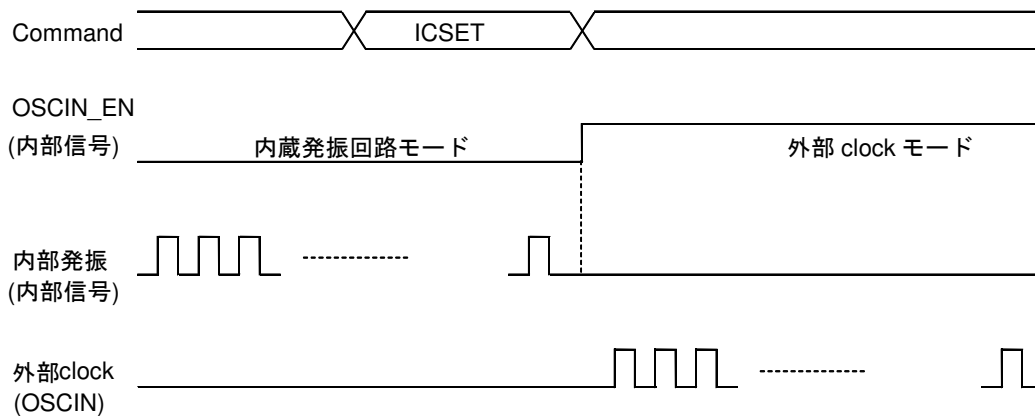 Command
ICSET
OSCIN_EN
(内部信号)
内蔵発振回路モード
外部 clock モード
内部発振
(内部信号)
外部clock
(OSCIN)